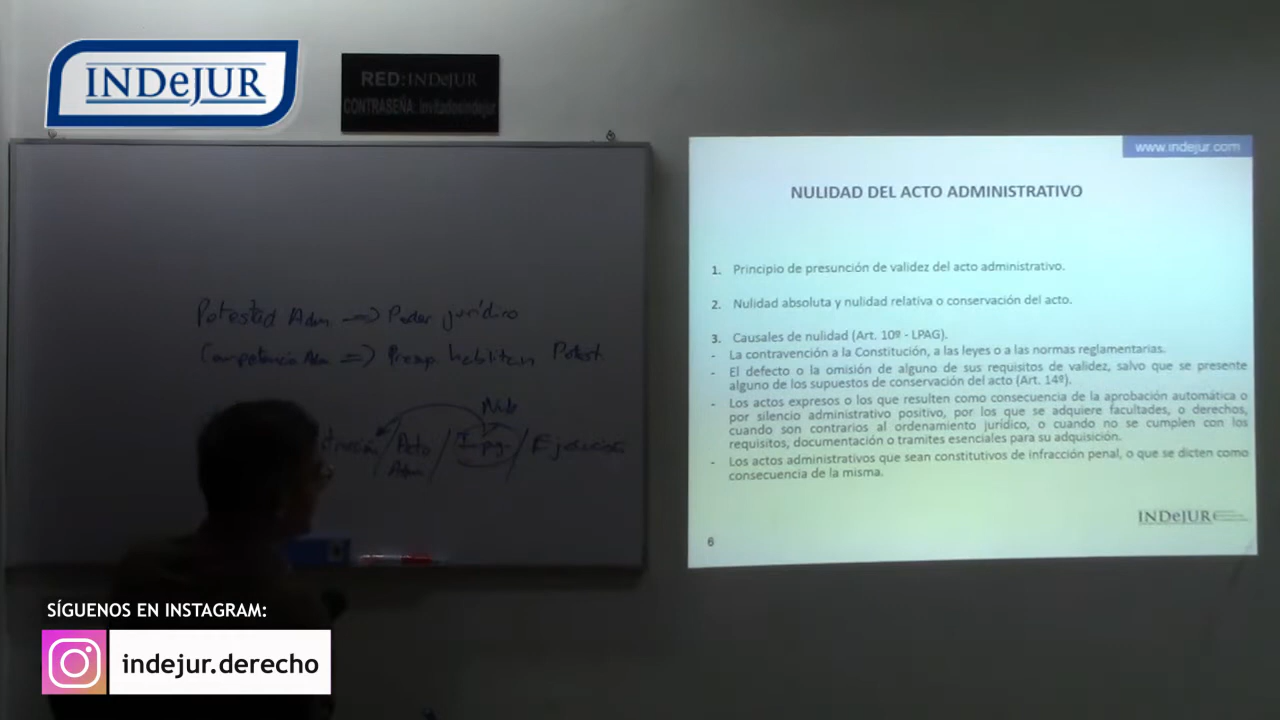 INDeJUR
RED:INDeJUR
CONTRASEÑA: invitadosindejur
www.indejur.com
NULIDAD DEL ACTO ADMINISTRATIVO
1. Principio de presunción de validez del acto administrativo.
2. Nulidad absoluta y nulidad relativa o conservación del acto.
3. Causales de nulidad (Art. 10º - LPAG).
- La contravención a la Constitución, a las leyes o a las normas reglamentarias.
- El defecto o la omisión de alguno de sus requisitos de validez, salvo que se presente
alguno de los supuestos de conservación del acto (Art. 14º).
- Los actos expresos o los que resulten como consecuencia de la aprobación automática o
por silencio administrativo positivo, por los que se adquiere facultades, o derechos,
cuando son contrarios al ordenamiento jurídico, o cuando no se cumplen con los
requisitos, documentación o tramites esenciales para su adquisición.
- Los actos administrativos que sean constitutivos de infracción penal, o que se dicten como
consecuencia de la misma.
INDeJUR
6
Potestad Adm. => Poder jurídico
Competencia Adm => Presup. habilitan Potest.
Acto / Impg. / Ejecución
Adm
SÍGUENOS EN INSTAGRAM:
indejur.derecho